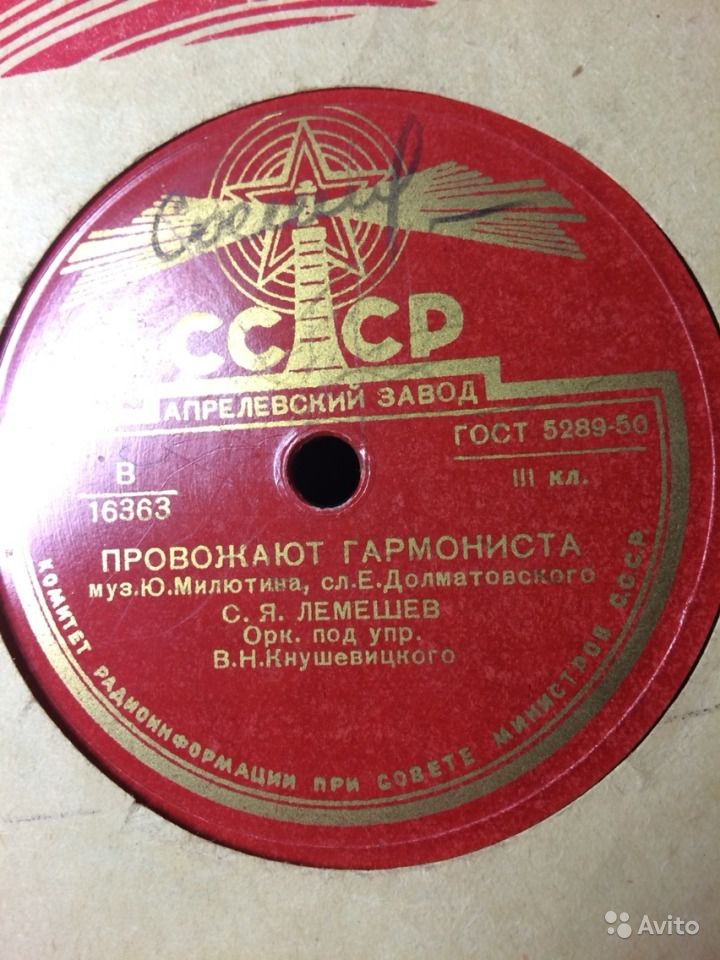 СССР
АПРЕЛЕВСКИЙ ЗАВОД
ГОСТ 5289-50
В
16363
III кл.
ПРОВОЖАЮТ ГАРМОНИСТА
муз.Ю.Милютина, сл.Е.Долматовского
С. Я. ЛЕМЕШЕВ
Орк. под упр.
В.Н.Кнушевицкого
КОМИТЕТ РАДИОИНФОРМАЦИИ ПРИ СОВЕТЕ МИНИСТРОВ С.С.С.Р.
Avito